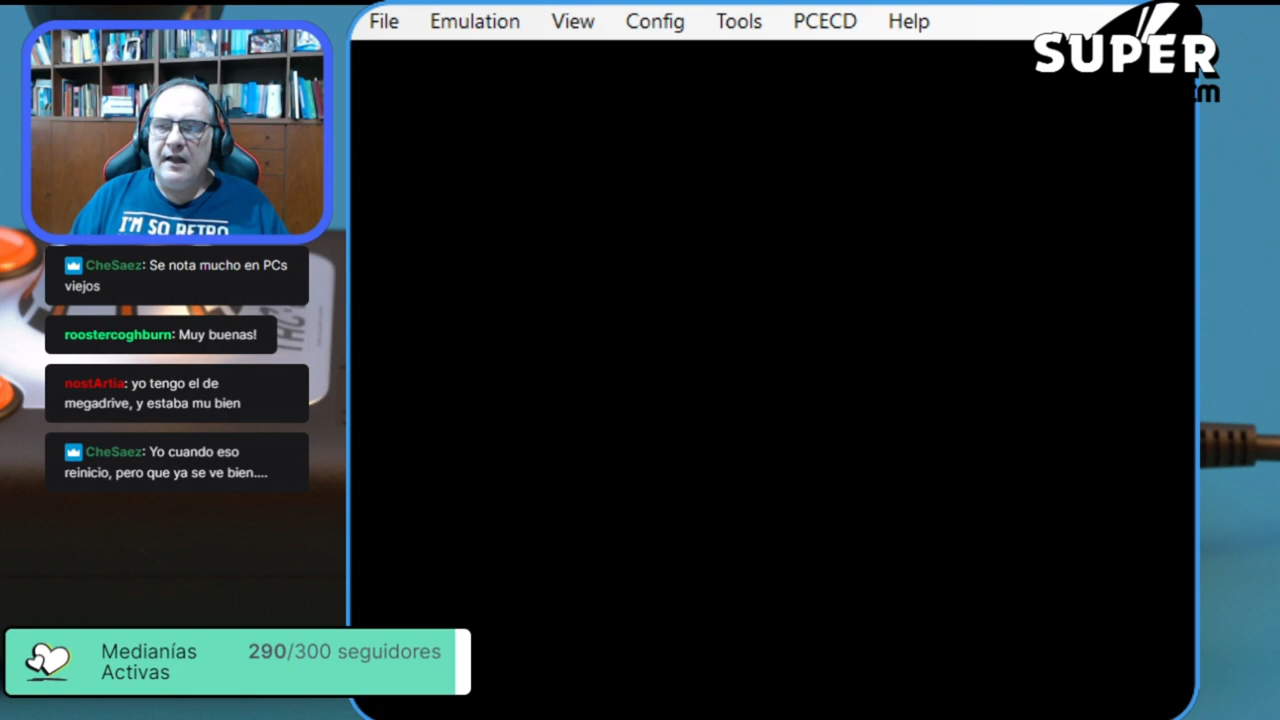 File Emulation View Config Tools PCECD Help
SUPER
I'M SO RETRO
CheSaez: Se nota mucho en PCs
viejos
roostercoghburn: Muy buenas!
nostArtia: yo tengo el de
megadrive, y estaba mu bien
CheSaez: Yo cuando eso
reinicio, pero que ya se ve bien....
Medianías
Activas
290/300 seguidores